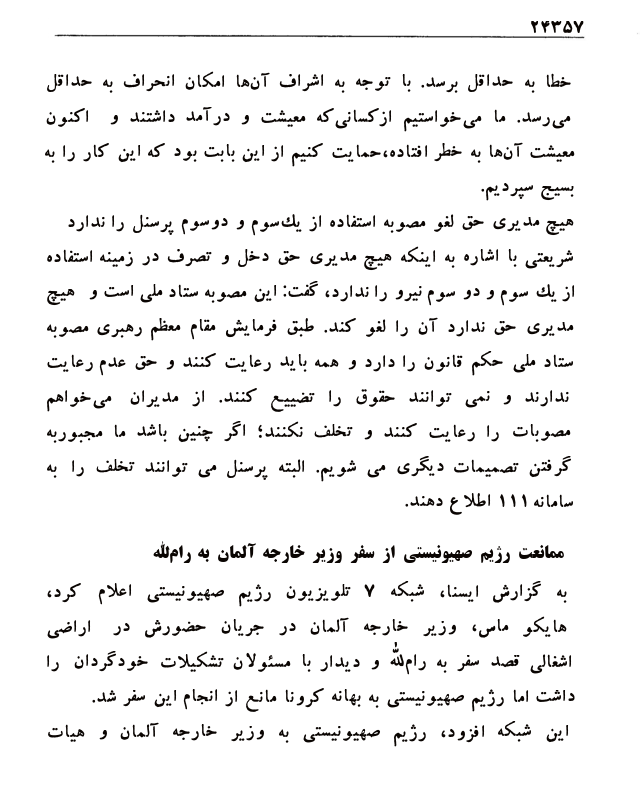 ۲۴۳۵۷
خطا به حداقل برسد. با توجه به اشراف آن‌ها امکان انحراف به حداقل
می‌رسد. ما می‌خواستیم ازکسانی‌که معیشت و درآمد داشتند و اکنون
معیشت آن‌ها به خطر افتاده،حمایت کنیم از این بابت بود که این کار را به
بسیج سپردیم.
هیچ مدیری حق لغو مصوبه استفاده از یك‌سوم و دوسوم پرسنل را ندارد
شریعتی با اشاره به اینکه هیچ مدیری حق دخل و تصرف در زمینه استفاده
از یك سوم و دو سوم نیرو را ندارد، گفت: این مصوبه ستاد ملی است و هیچ
مدیری حق ندارد آن را لغو کند. طبق فرمایش مقام معظم رهبری مصوبه
ستاد ملی حکم قانون را دارد و همه باید رعایت کنند و حق عدم رعایت
ندارند و نمی توانند حقوق را تضییع کنند. از مدیران می‌خواهم
مصوبات را رعایت کنند و تخلف نکنند؛ اگر چنین باشد ما مجبوربه
گرفتن تصمیمات دیگری می شویم. البته پرسنل می توانند تخلف را به
سامانه ۱۱۱ اطلاع دهند.
ممانعت رژیم صهیونیستی از سفر وزیر خارجه آلمان به رام‌لله
به گزارش ایسنا، شبکه ۷ تلویزیون رژیم صهیونیستی اعلام کرد،
هایکو ماس، وزیر خارجه آلمان در جریان حضورش در اراضی
اشغالی قصد سفر به رام‌لله و دیدار با مسئولان تشکیلات خودگردان را
داشت اما رژیم صهیونیستی به بهانه کرونا مانع از انجام این سفر شد.
این شبکه افزود، رژیم صهیونیستی به وزیر خارجه آلمان و هیات